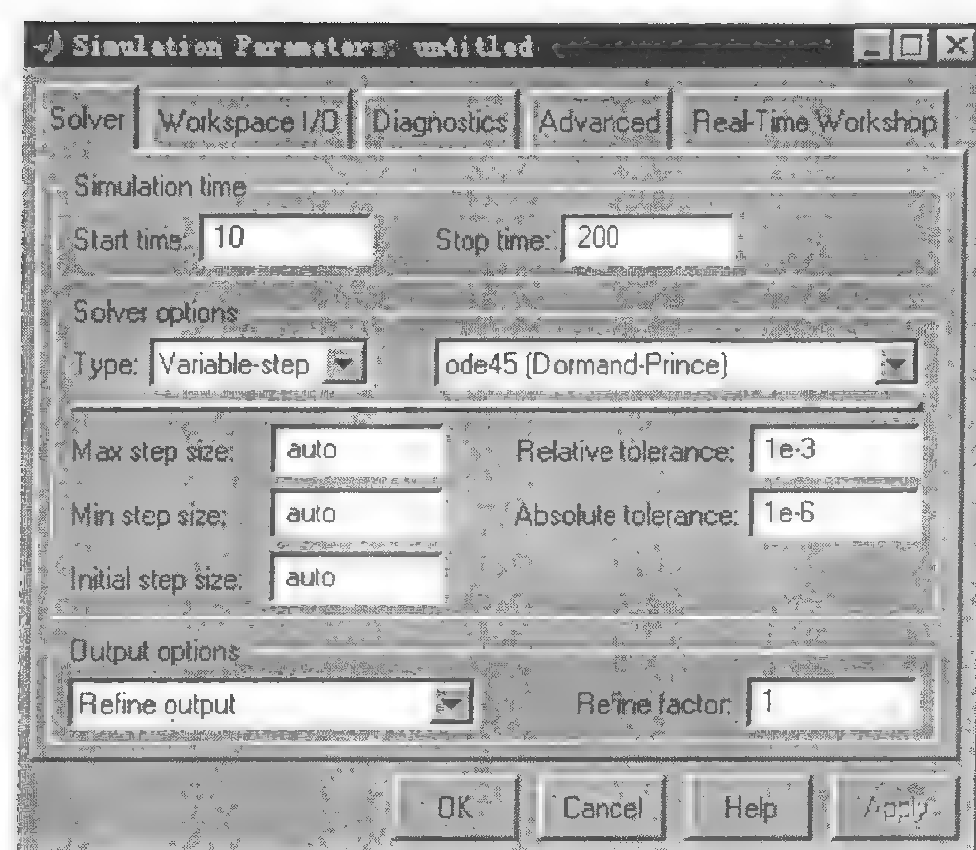 Simulation Parameters: untitled
Solver Workspace I/O Diagnostics Advanced Real-Time Workshop
Simulation time
Start time: 10 Stop time: 200
Solver options
Type: Variable-step ode45 (Dormand-Prince)
Max step size: auto Relative tolerance: 1e-3
Min step size: auto Absolute tolerance: 1e-6
Initial step size: auto
Output options
Refine output Refine factor: 1
OK Cancel Help Apply